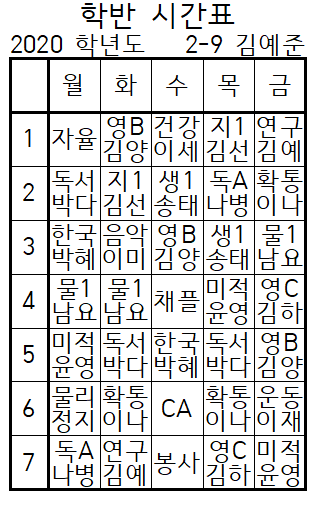 학반 시간표
2020 학년도 2-9 김예준
월 화 수 목 금
1 자율 영B 김양 건강 이세 지1 김선 연구 김예
2 독서 박다 지1 김선 생1 송태 독A 나병 확통 이나
3 한국 박혜 음악 이미 영B 김양 생1 송태 물1 남요
4 물1 남요 물1 남요 채플 미적 윤영 영C 김하
5 미적 윤영 독서 박다 한국 박혜 독서 박다 영B 김양
6 물리 정지 확통 이나 CA 확통 이나 운동 이재
7 독A 나병 연구 김예 봉사 영C 김하 미적 윤영